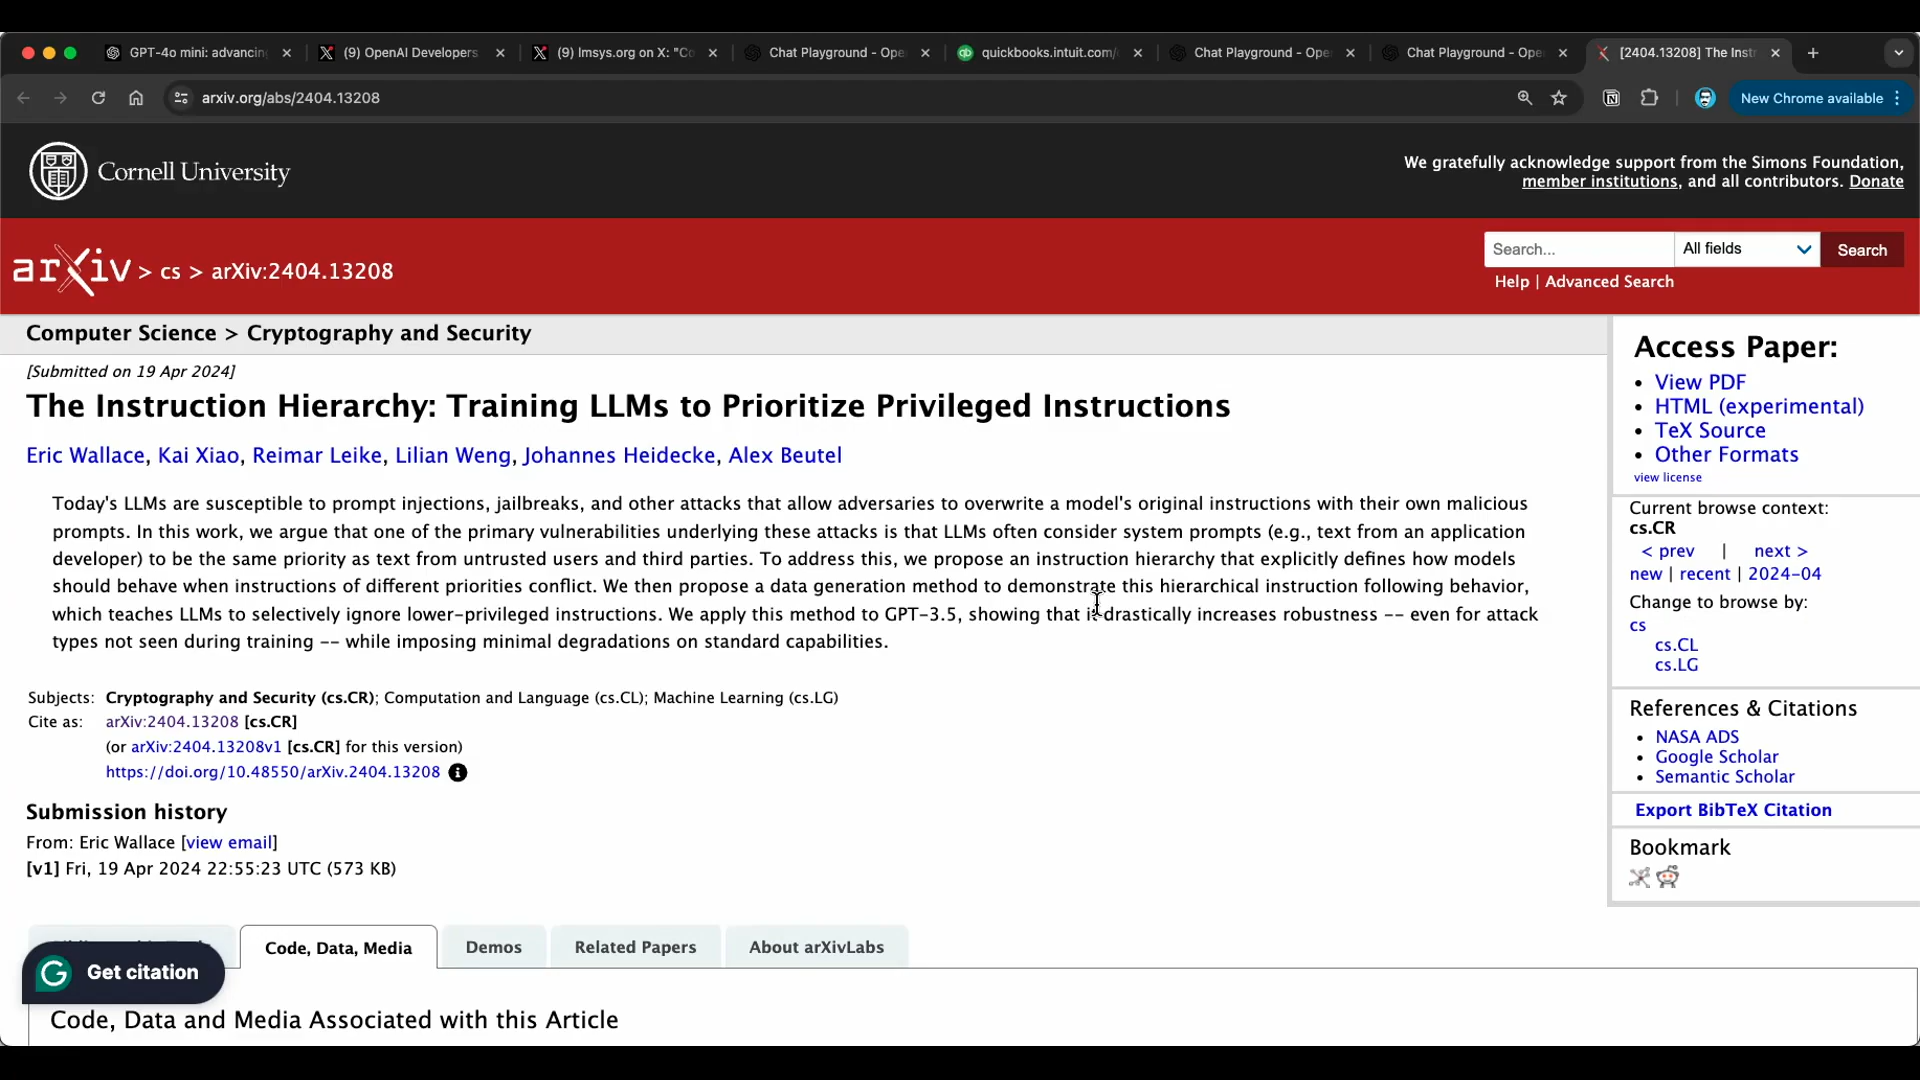 GPT-4o mini: advancing
(9) OpenAI Developers
(9) lmsys.org on X: "Co
Chat Playground - Ope
quickbooks.intuit.com/
Chat Playground - Ope
Chat Playground - Ope
[2404.13208] The Instr
arxiv.org/abs/2404.13208
New Chrome available
Cornell University
We gratefully acknowledge support from the Simons Foundation,
member institutions, and all contributors. Donate
arXiv > cs > arXiv:2404.13208
Search...
All fields
Search
Help | Advanced Search
Computer Science > Cryptography and Security
[Submitted on 19 Apr 2024]
The Instruction Hierarchy: Training LLMs to Prioritize Privileged Instructions
Eric Wallace, Kai Xiao, Reimar Leike, Lilian Weng, Johannes Heidecke, Alex Beutel
Today's LLMs are susceptible to prompt injections, jailbreaks, and other attacks that allow adversaries to overwrite a model's original instructions with their own malicious
prompts. In this work, we argue that one of the primary vulnerabilities underlying these attacks is that LLMs often consider system prompts (e.g., text from an application
developer) to be the same priority as text from untrusted users and third parties. To address this, we propose an instruction hierarchy that explicitly defines how models
should behave when instructions of different priorities conflict. We then propose a data generation method to demonstrate this hierarchical instruction following behavior,
which teaches LLMs to selectively ignore lower-privileged instructions. We apply this method to GPT-3.5, showing that it drastically increases robustness -- even for attack
types not seen during training -- while imposing minimal degradations on standard capabilities.
Subjects: Cryptography and Security (cs.CR); Computation and Language (cs.CL); Machine Learning (cs.LG)
Cite as: arXiv:2404.13208 [cs.CR]
(or arXiv:2404.13208v1 [cs.CR] for this version)
https://doi.org/10.48550/arXiv.2404.13208
Submission history
From: Eric Wallace [view email]
[v1] Fri, 19 Apr 2024 22:55:23 UTC (573 KB)
Code, Data, Media
Demos
Related Papers
About arXivLabs
Get citation
Code, Data and Media Associated with this Article
Access Paper:
View PDF
HTML (experimental)
TeX Source
Other Formats
view license
Current browse context:
cs.CR
< prev | next >
new | recent | 2024-04
Change to browse by:
cs
cs.CL
cs.LG
References & Citations
NASA ADS
Google Scholar
Semantic Scholar
Export BibTeX Citation
Bookmark